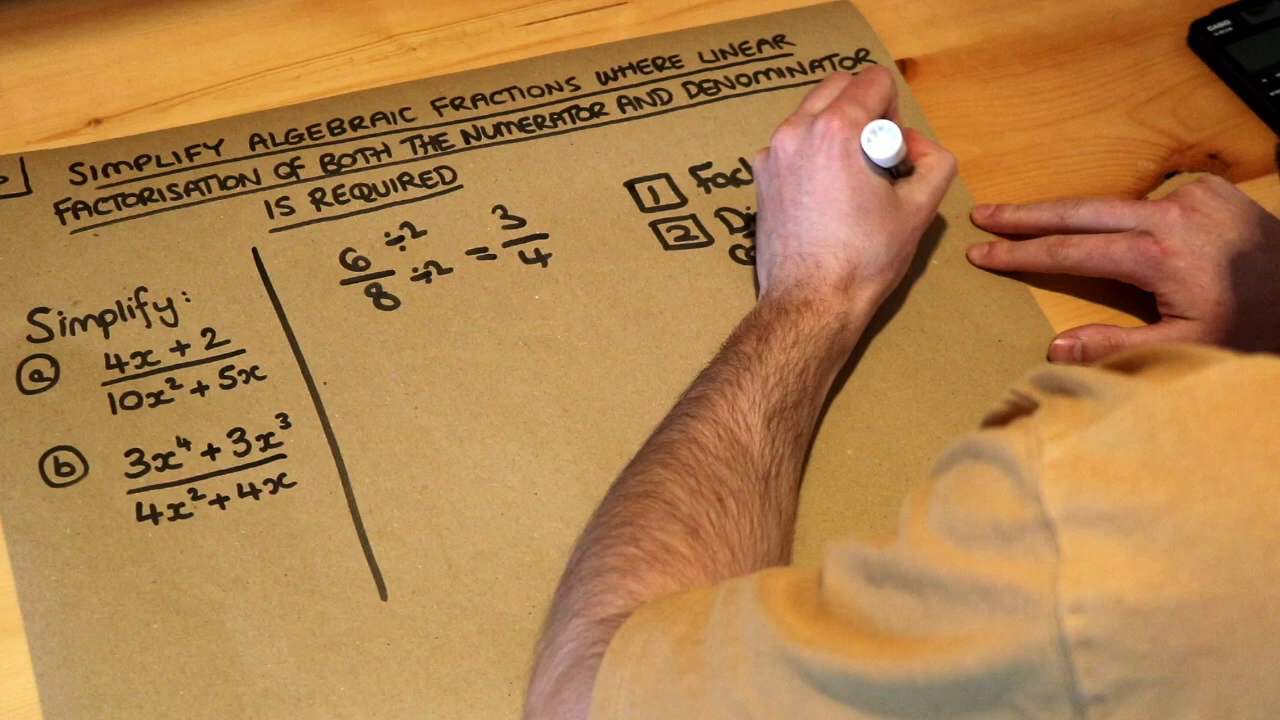 SIMPLIFY ALGEBRAIC FRACTIONS WHERE LINEAR
FACTORISATION OF BOTH THE NUMERATOR AND DENOMINATOR
IS REQUIRED
Simplify:
a 4x + 2 / 10x² + 5x
b 3x⁴ + 3x³ / 4x² + 4x
6 ÷2 / 8 ÷2 = 3 / 4
1
2
CASIO